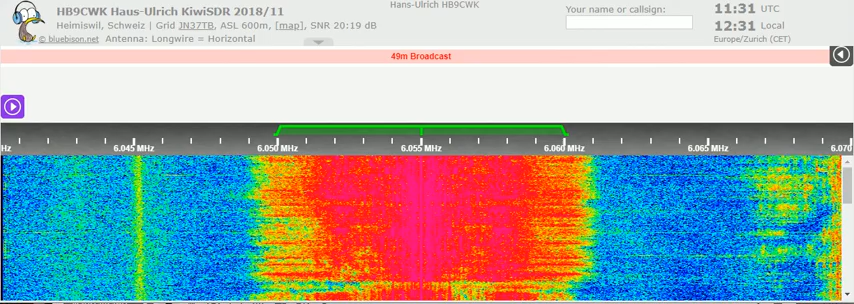 HB9CWK Haus-Ulrich KiwiSDR 2018/11
Heimiswil, Schweiz | Grid JN37TB, ASL 600m, [map], SNR 20:19 dB
© bluebison.net Antenna: Longwire = Horizontal
Hans-Ulrich HB9CWK
Your name or callsign:
11:31 UTC
12:31 Local
Europe/Zurich (CET)
49m Broadcast
Hz 6.045 MHz 6.050 MHz 6.055 MHz 6.060 MHz 6.065 MHz 6.070